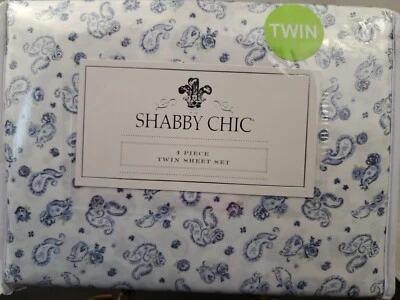 TWIN
SHABBY CHIC®
4 PIECE
TWIN SHEET SET